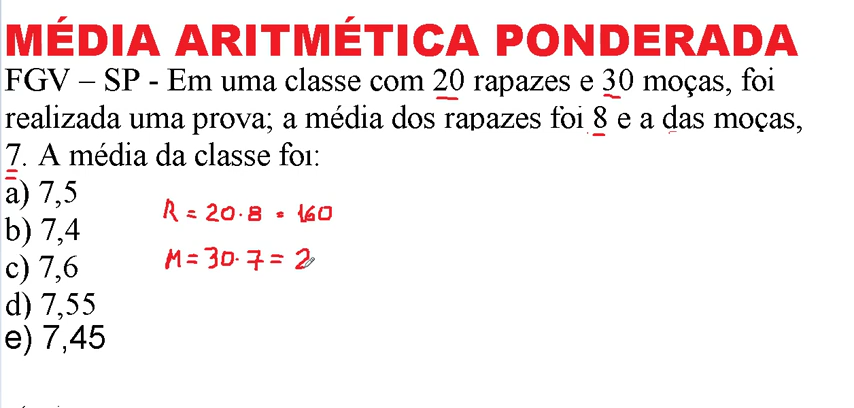 MÉDIA ARITMÉTICA PONDERADA
FGV – SP - Em uma classe com 20 rapazes e 30 moças, foi
realizada uma prova; a média dos rapazes foi 8 e a das moças,
7. A média da classe foi:
a) 7,5
b) 7,4
c) 7,6
d) 7,55
e) 7,45
R = 20.8 = 160
M = 30.7 = 2